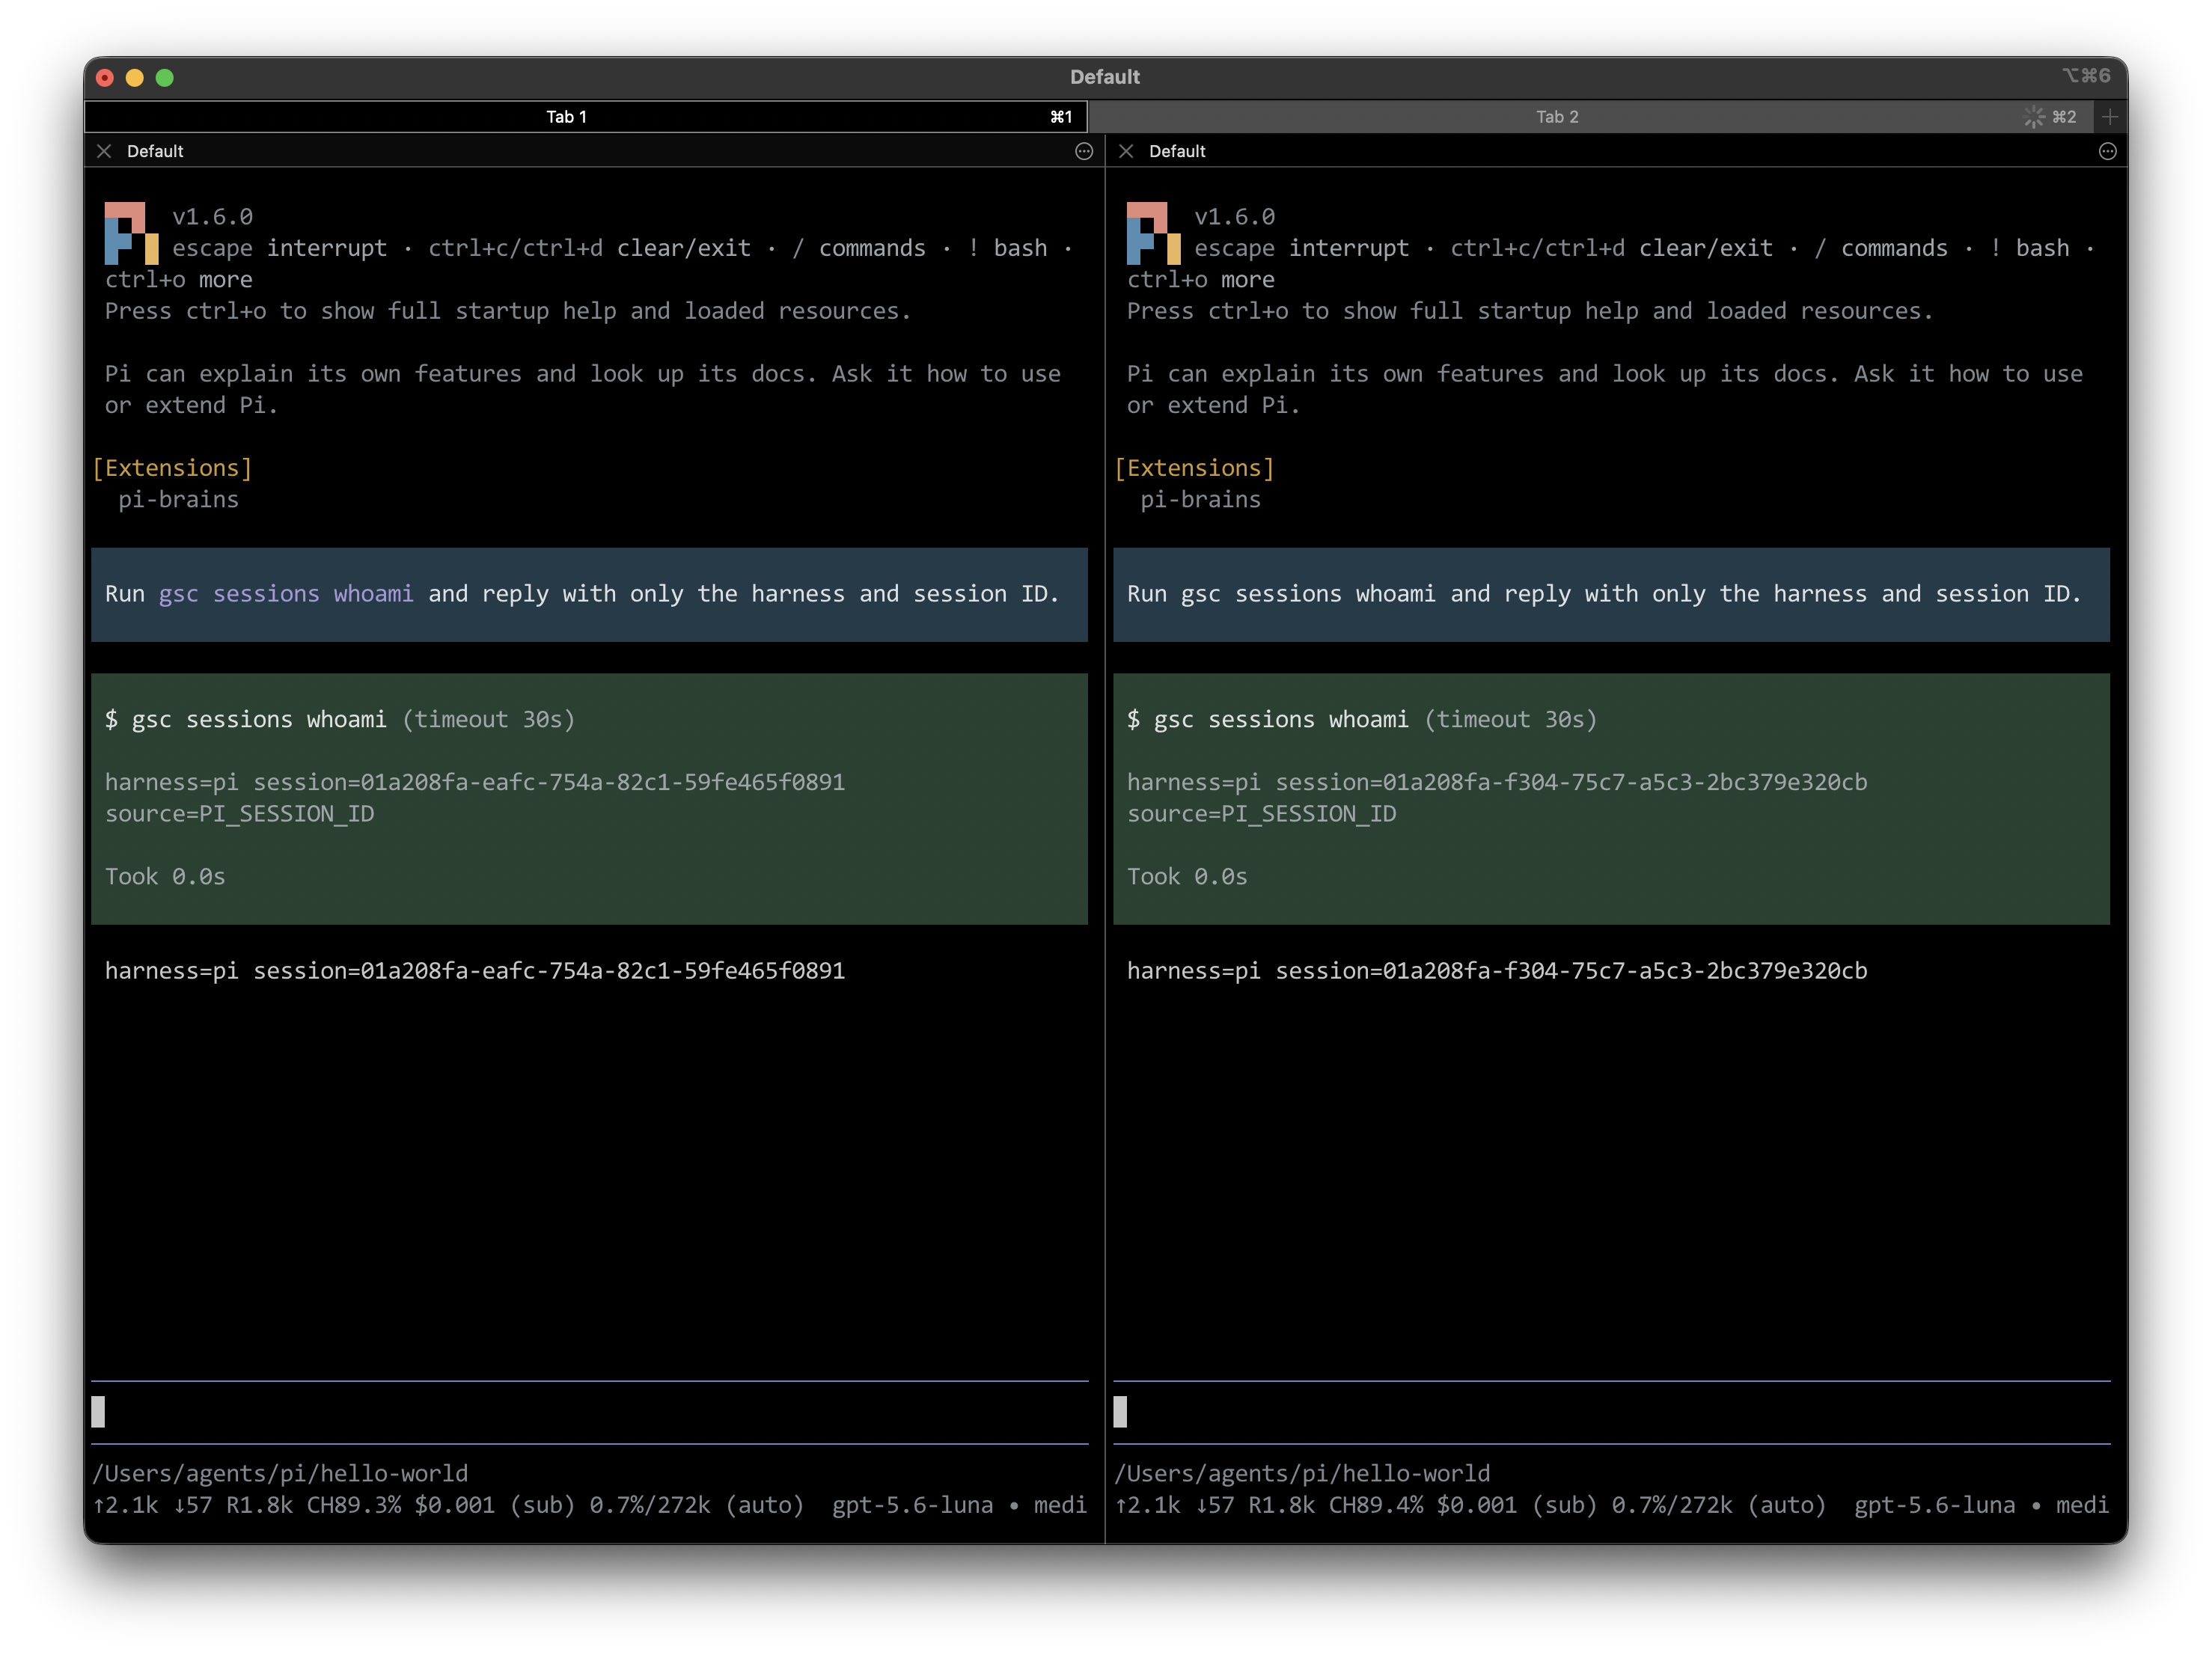 Default
⌥⌘6
Tab 1 ⌘1
Tab 2 ⌘2
Default
v1.6.0
escape interrupt · ctrl+c/ctrl+d clear/exit · / commands · ! bash ·
ctrl+o more
Press ctrl+o to show full startup help and loaded resources.
Pi can explain its own features and look up its docs. Ask it how to use
or extend Pi.
[Extensions]
pi-brains
Run gsc sessions whoami and reply with only the harness and session ID.
$ gsc sessions whoami (timeout 30s)
harness=pi session=01a208fa-eafc-754a-82c1-59fe465f0891
source=PI_SESSION_ID
Took 0.0s
harness=pi session=01a208fa-eafc-754a-82c1-59fe465f0891
/Users/agents/pi/hello-world
↑2.1k ↓57 R1.8k CH89.3% $0.001 (sub) 0.7%/272k (auto) gpt-5.6-luna • medi
Default
v1.6.0
escape interrupt · ctrl+c/ctrl+d clear/exit · / commands · ! bash ·
ctrl+o more
Press ctrl+o to show full startup help and loaded resources.
Pi can explain its own features and look up its docs. Ask it how to use
or extend Pi.
[Extensions]
pi-brains
Run gsc sessions whoami and reply with only the harness and session ID.
$ gsc sessions whoami (timeout 30s)
harness=pi session=01a208fa-f304-75c7-a5c3-2bc379e320cb
source=PI_SESSION_ID
Took 0.0s
harness=pi session=01a208fa-f304-75c7-a5c3-2bc379e320cb
/Users/agents/pi/hello-world
↑2.1k ↓57 R1.8k CH89.4% $0.001 (sub) 0.7%/272k (auto) gpt-5.6-luna • medi